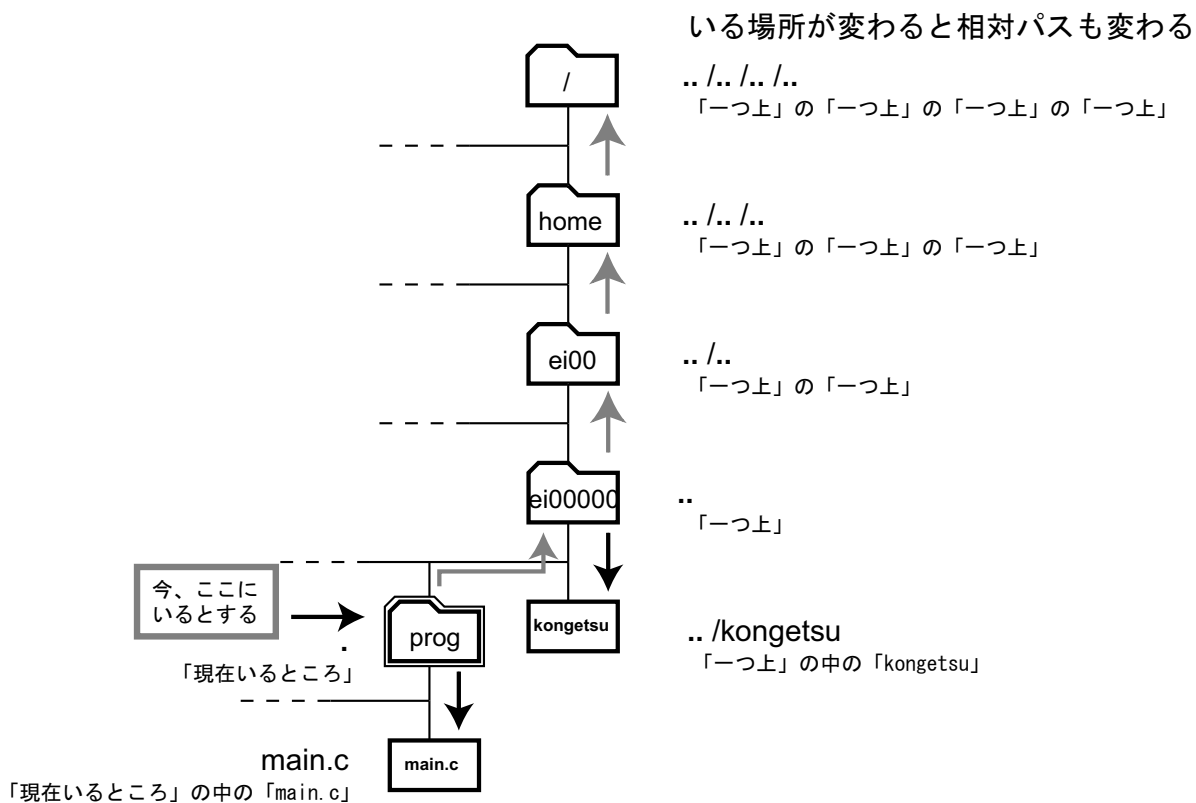 いる場所が変わると相対パスも変わる
/
.. /.. /.. /..
「一つ上」の「一つ上」の「一つ上」の「一つ上」
home
.. /.. /..
「一つ上」の「一つ上」の「一つ上」
ei00
.. /..
「一つ上」の「一つ上」
ei00000
..
「一つ上」
今、ここに
いるとする
.
「現在いるところ」
prog
kongetsu
.. /kongetsu
「一つ上」の中の「kongetsu」
main.c
「現在いるところ」の中の「main.c」
main.c